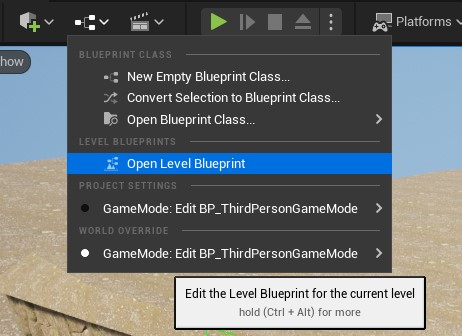 Platforms
how
BLUEPRINT CLASS
New Empty Blueprint Class...
Convert Selection to Blueprint Class...
Open Blueprint Class...
LEVEL BLUEPRINTS
Open Level Blueprint
PROJECT SETTINGS
GameMode: Edit BP_ThirdPersonGameMode
WORLD OVERRIDE
GameMode: Edit BP_ThirdPersonGameMode
Edit the Level Blueprint for the current level
hold (Ctrl + Alt) for more